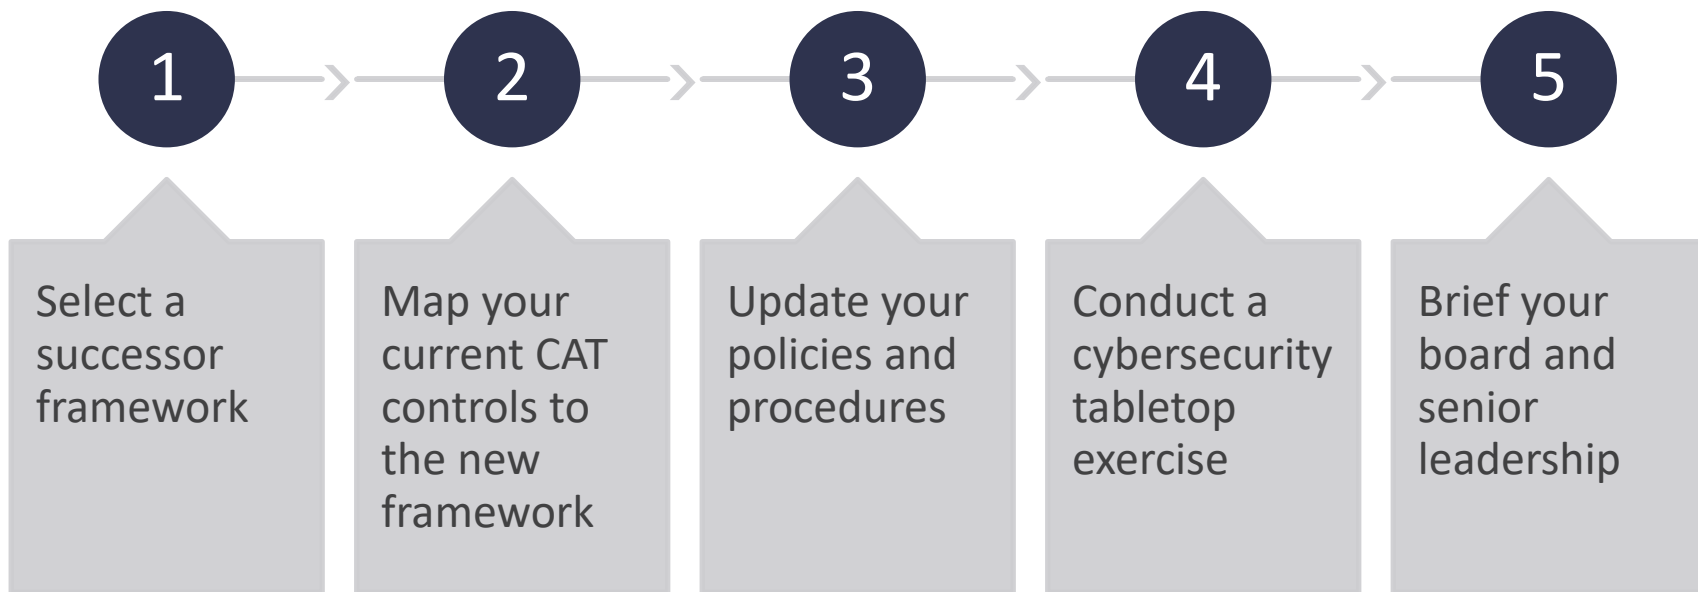 1
2
3
4
5
Select a
successor
framework
Map your
current CAT
controls to
the new
framework
Update your
policies and
procedures
Conduct a
cybersecurity
tabletop
exercise
Brief your
board and
senior
leadership